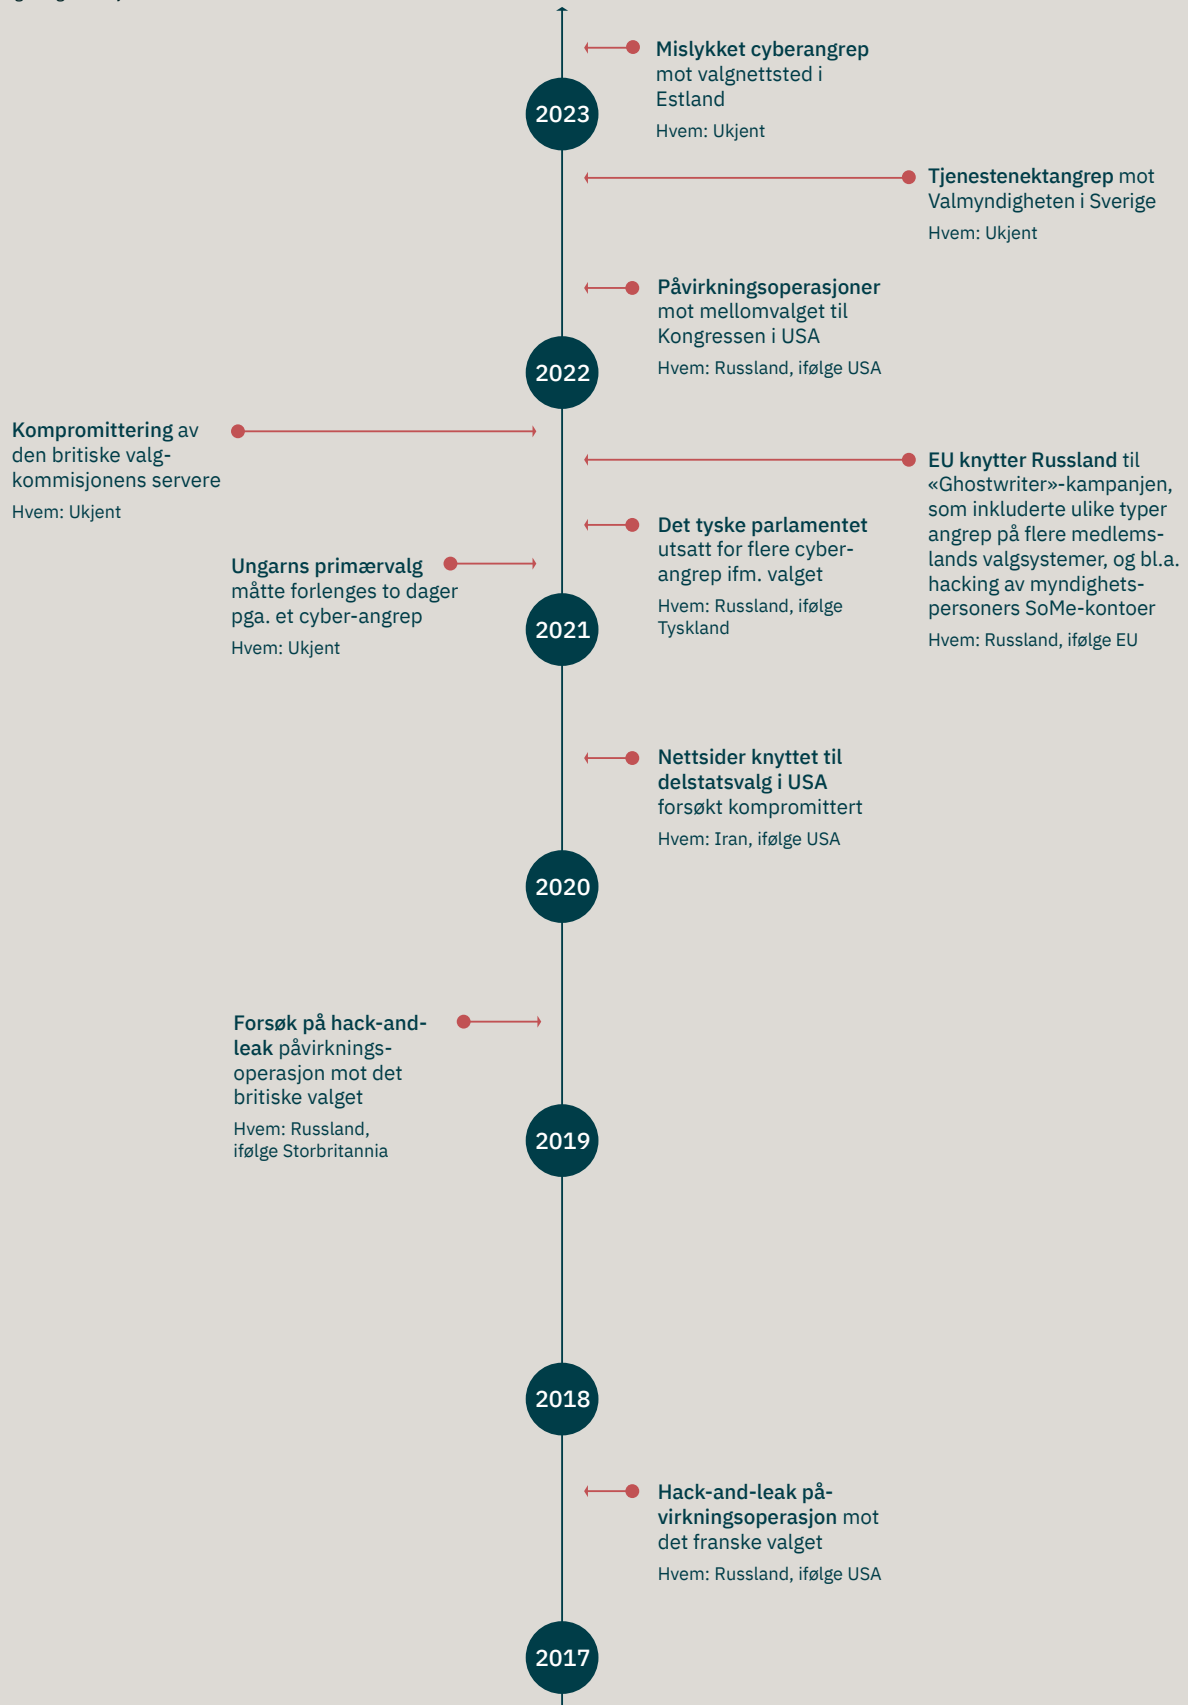 Mislykket cyberangrep
mot valgnettsted i
Estland
Hvem: Ukjent
2023
Tjenestenektangrep mot
Valmyndigheten i Sverige
Hvem: Ukjent
Påvirkningsoperasjoner
mot mellomvalget til
Kongressen i USA
Hvem: Russland, ifølge USA
2022
Kompromittering av
den britiske valg-
kommisjonens servere
Hvem: Ukjent
EU knytter Russland til
«Ghostwriter»-kampanjen,
som inkluderte ulike typer
angrep på flere medlems-
lands valgsystemer, og bl.a.
hacking av myndighets-
personers SoMe-kontoer
Hvem: Russland, ifølge EU
Det tyske parlamentet
utsatt for flere cyber-
angrep ifm. valget
Hvem: Russland, ifølge
Tyskland
Ungarns primærvalg
måtte forlenges to dager
pga. et cyber-angrep
Hvem: Ukjent
2021
Nettsider knyttet til
delstatsvalg i USA
forsøkt kompromittert
Hvem: Iran, ifølge USA
2020
Forsøk på hack-and-
leak påvirknings-
operasjon mot det
britiske valget
Hvem: Russland,
ifølge Storbritannia
2019
2018
Hack-and-leak på-
virkningsoperasjon mot
det franske valget
Hvem: Russland, ifølge USA
2017